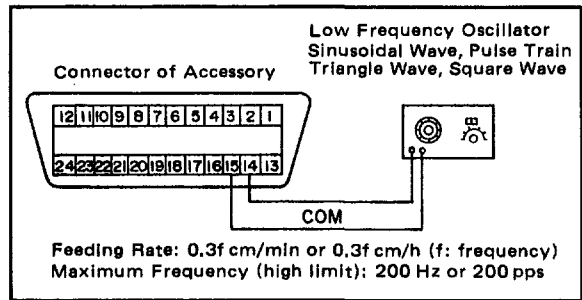 Low Frequency Oscillator
Sinusoidal Wave, Pulse Train
Triangle Wave, Square Wave
Connector of Accessory
12 11 10 9 8 7 6 5 4 3 2 1
24 23 22 21 20 19 18 17 16 15 14 13
COM
Feeding Rate: 0.3f cm/min or 0.3f cm/h (f: frequency)
Maximum Frequency (high limit): 200 Hz or 200 pps